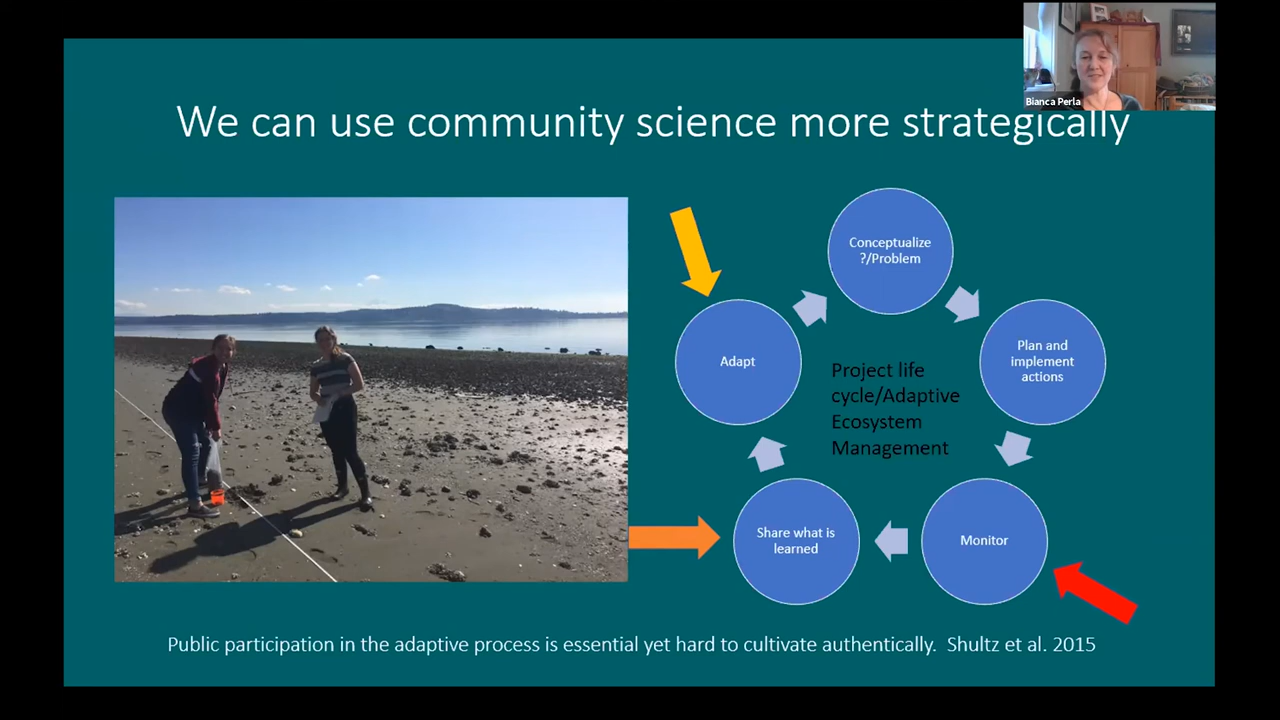 Bianca Perla
We can use community science more strategically
Conceptualize
?/Problem
Plan and
implement
actions
Adapt
Project life
cycle/Adaptive
Ecosystem
Management
Share what is
learned
Monitor
Public participation in the adaptive process is essential yet hard to cultivate authentically.  Shultz et al. 2015